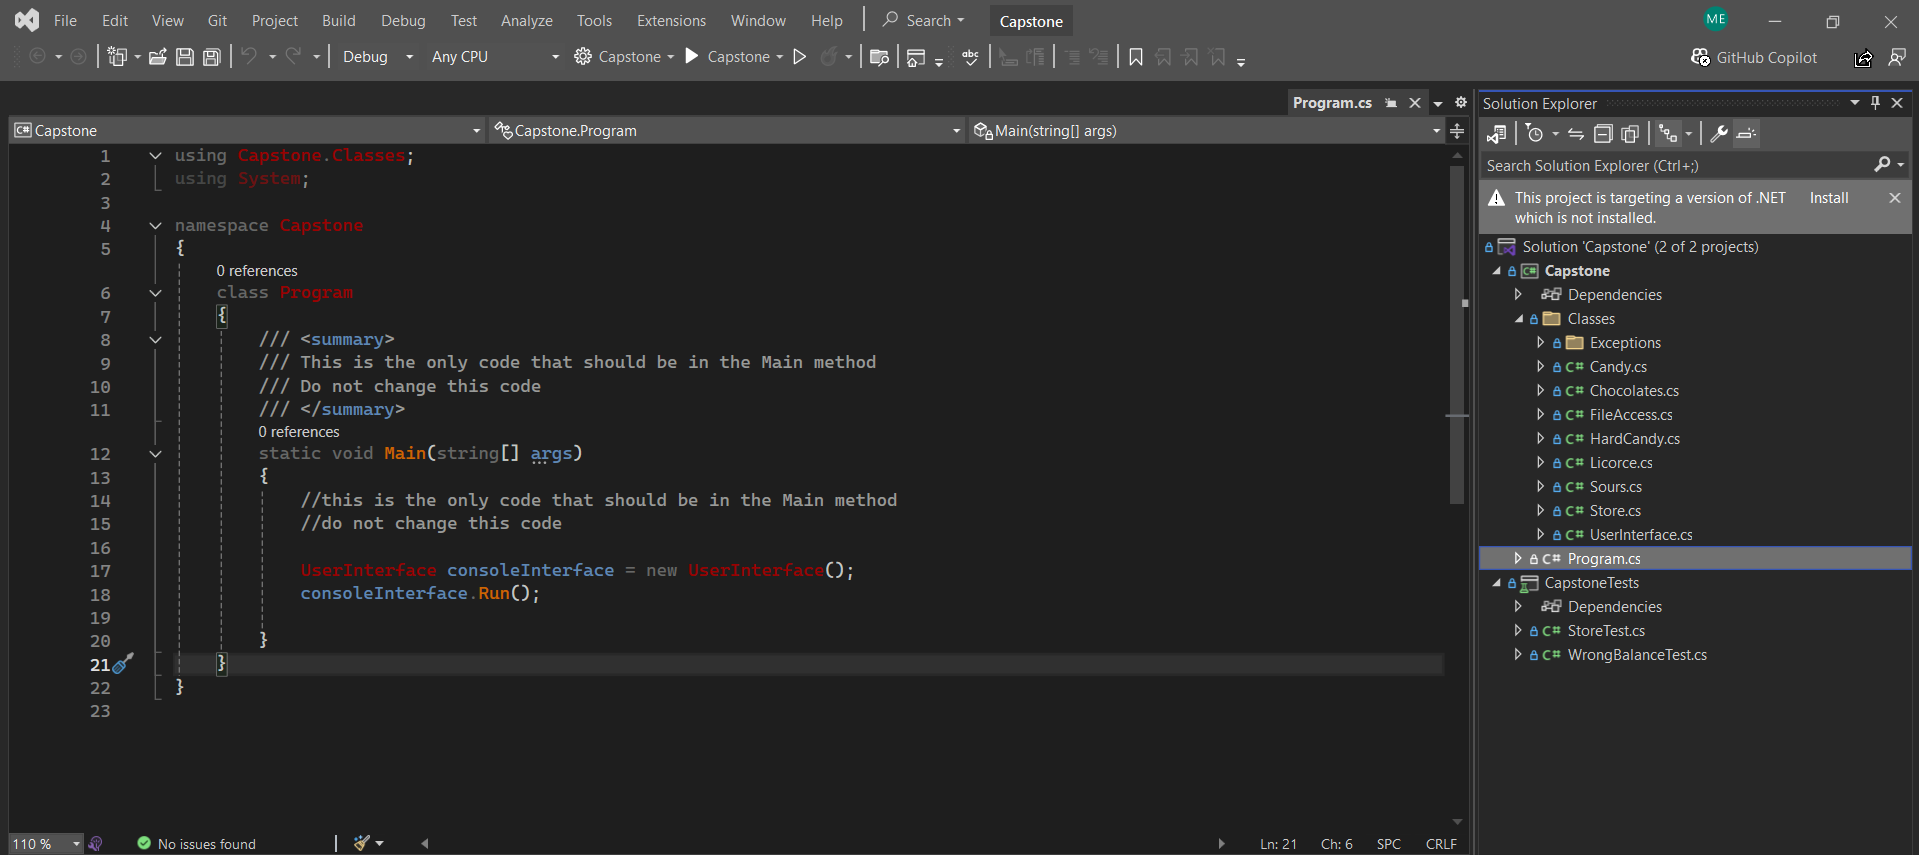 File Edit View Git Project Build Debug Test Analyze Tools Extensions Window Help Search Capstone ME
Debug Any CPU Capstone Capstone abc GitHub Copilot
Program.cs
C# Capstone Capstone.Program Main(string[] args)
1 using Capstone.Classes;
2 using System;
3
4 namespace Capstone
5 {
0 references
6 class Program
7 {
8 /// <summary>
9 /// This is the only code that should be in the Main method
10 /// Do not change this code
11 /// </summary>
0 references
12 static void Main(string[] args)
13 {
14 //this is the only code that should be in the Main method
15 //do not change this code
16
17 UserInterface consoleInterface = new UserInterface();
18 consoleInterface.Run();
19
20 }
21 }
22 }
23
110 % No issues found Ln: 21 Ch: 6 SPC CRLF
Solution Explorer
Search Solution Explorer (Ctrl+;)
This project is targeting a version of .NET Install
which is not installed.
Solution 'Capstone' (2 of 2 projects)
C# Capstone
Dependencies
Classes
Exceptions
C# Candy.cs
C# Chocolates.cs
C# FileAccess.cs
C# HardCandy.cs
C# Licorce.cs
C# Sours.cs
C# Store.cs
C# UserInterface.cs
C# Program.cs
CapstoneTests
Dependencies
C# StoreTest.cs
C# WrongBalanceTest.cs